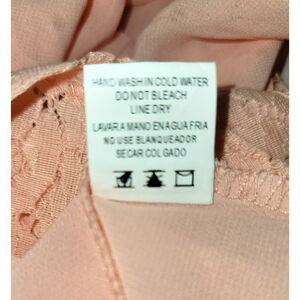 HAND WASH IN COLD WATER
DO NOT BLEACH
LINE DRY
LAVAR A MANO EN AGUA FRIA
NO USE BLANQUEADOR
SECAR COLGADO